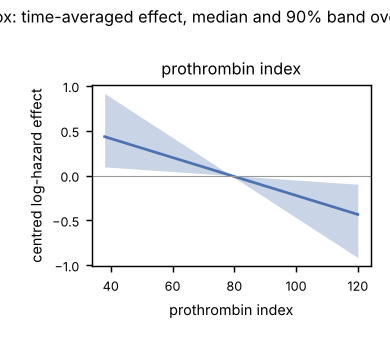 time-averaged effect, median and 90% band
prothrombin index
centred log-hazard effect
1.0
0.5
0.0
−0.5
−1.0
40 60 80 100 120
prothrombin index